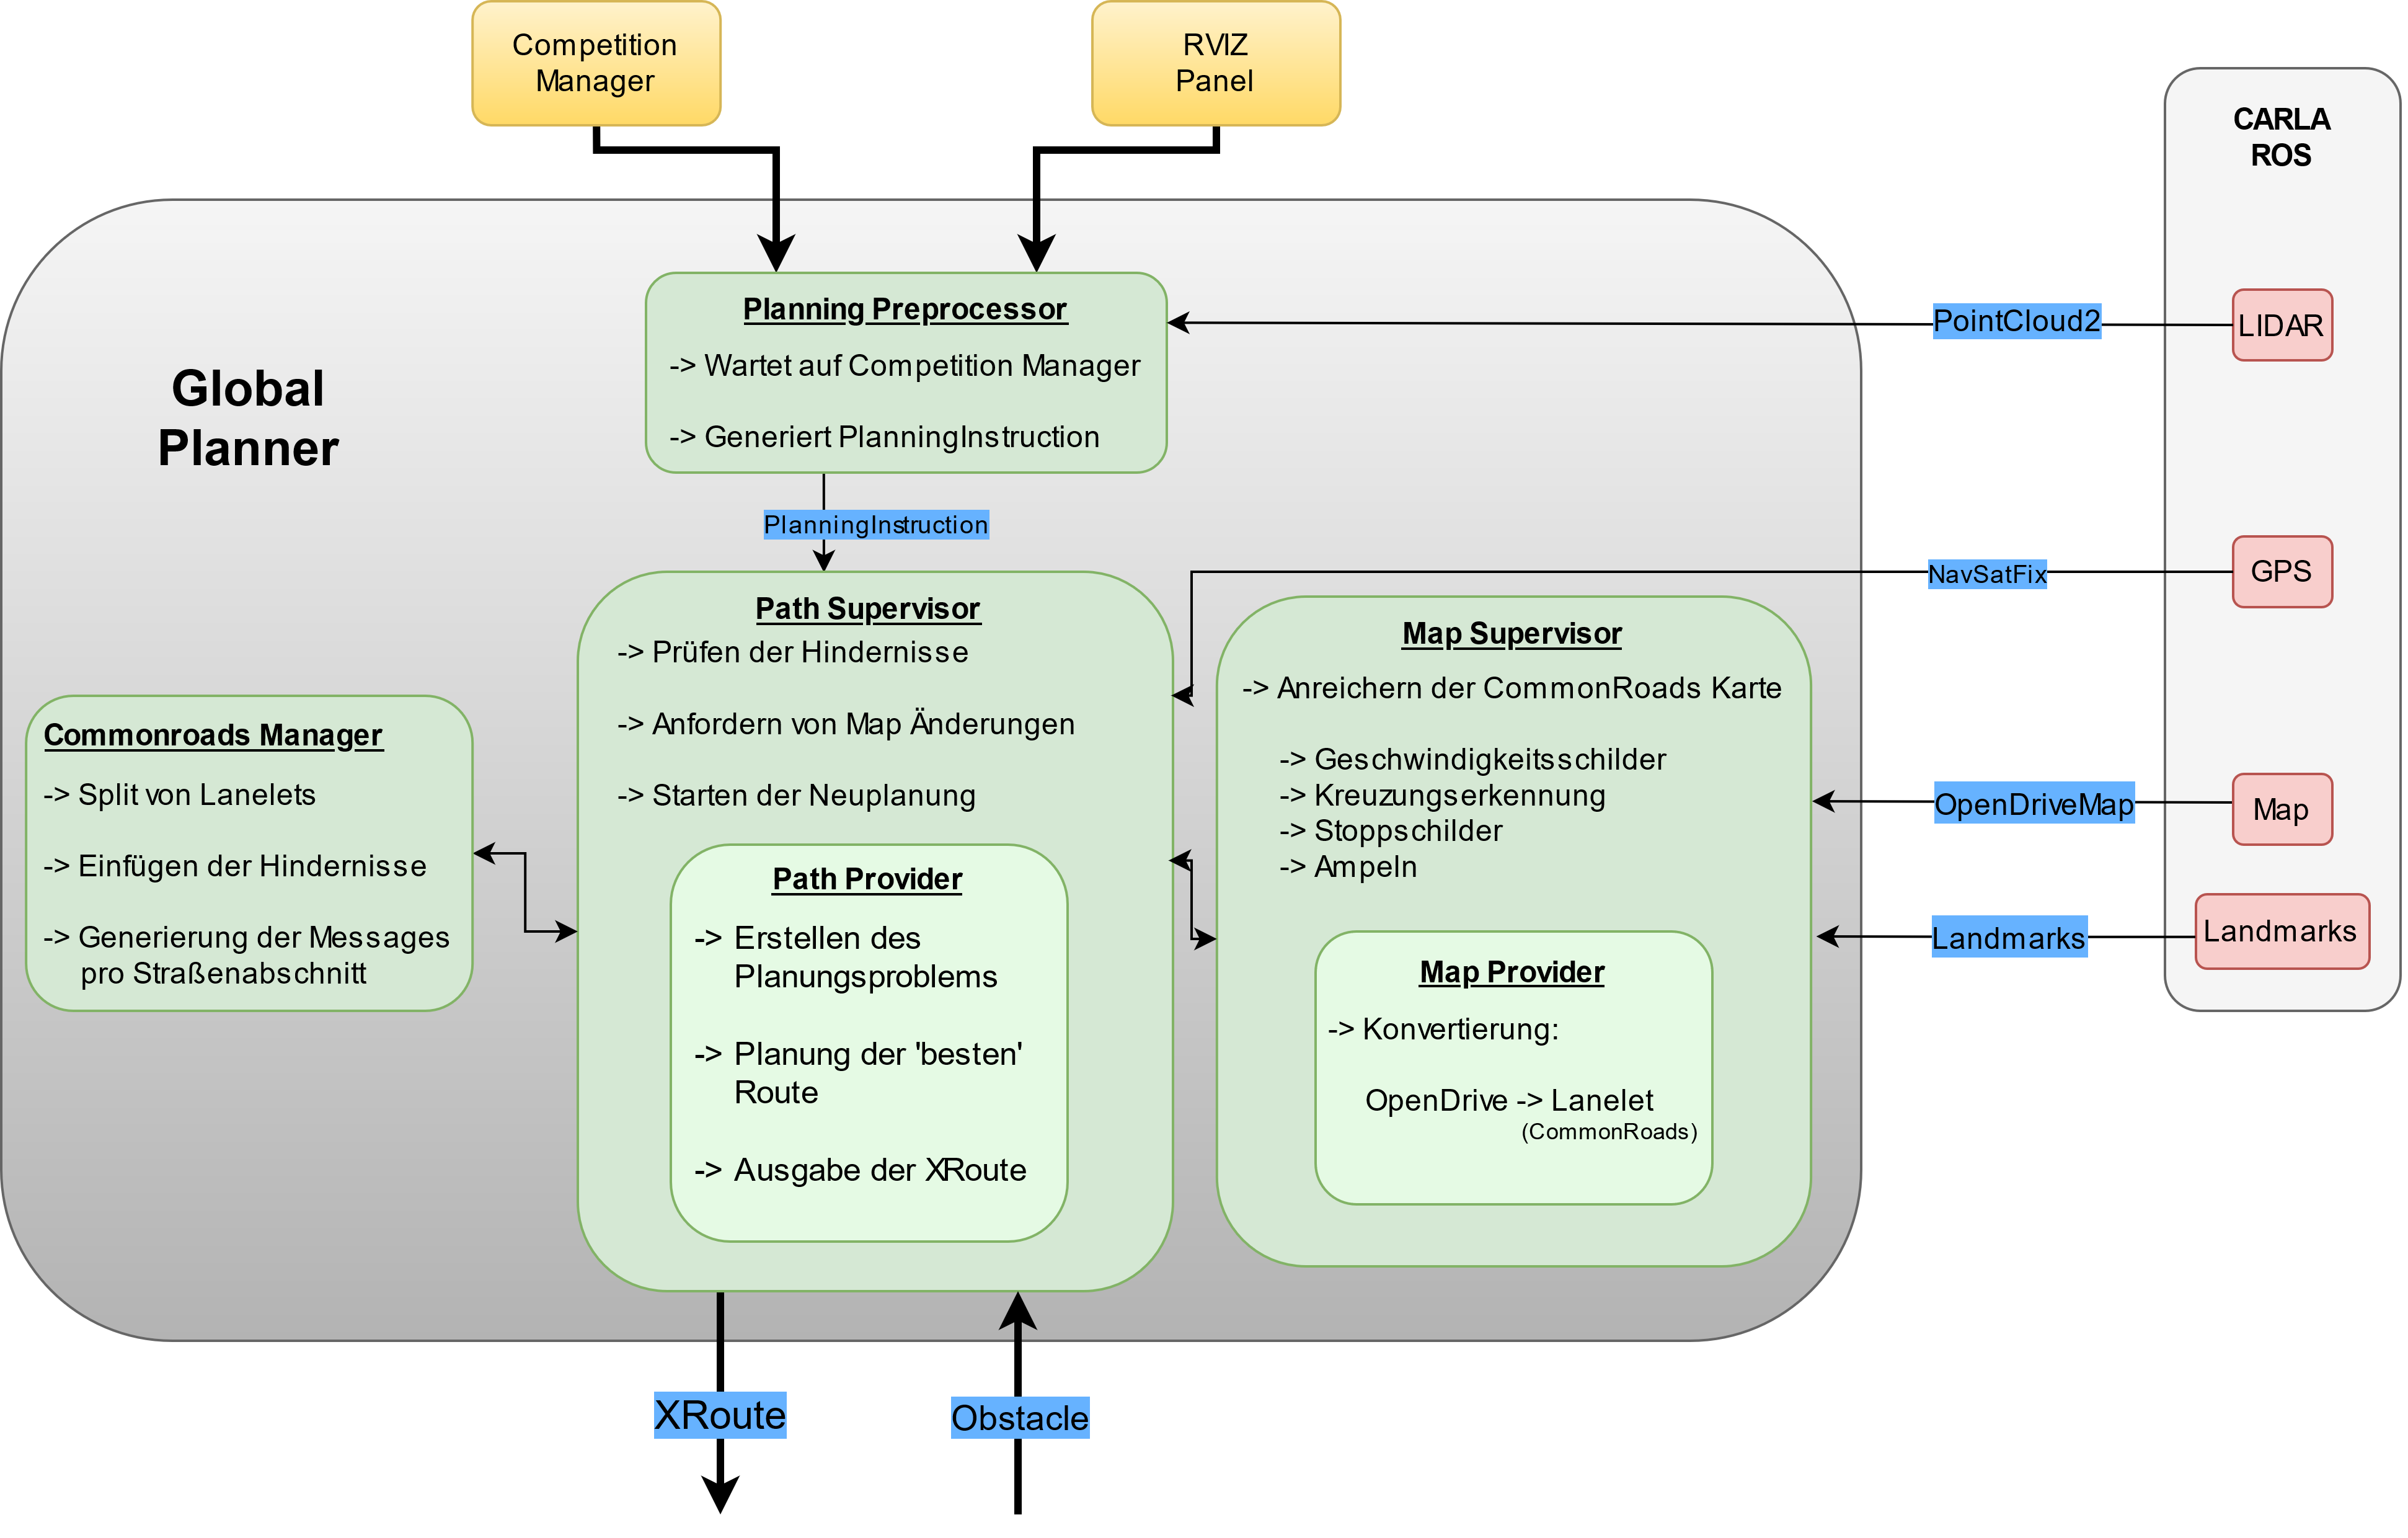 Competition
Manager
RVIZ
Panel
CARLA
ROS
Global
Planner
Planning Preprocessor
-> Wartet auf Competition Manager
-> Generiert PlanningInstruction
PointCloud2
LIDAR
PlanningInstruction
NavSatFix
GPS
Path Supervisor
-> Prüfen der Hindernisse
-> Anfordern von Map Änderungen
-> Starten der Neuplanung
Path Provider
-> Erstellen des
Planungsproblems
-> Planung der 'besten'
Route
-> Ausgabe der XRoute
Map Supervisor
-> Anreichern der CommonRoads Karte
-> Geschwindigkeitsschilder
-> Kreuzungserkennung
-> Stoppschilder
-> Ampeln
Map Provider
-> Konvertierung:
OpenDrive -> Lanelet
(CommonRoads)
Commonroads Manager
-> Split von Lanelets
-> Einfügen der Hindernisse
-> Generierung der Messages
pro Straßenabschnitt
OpenDriveMap
Map
Landmarks
Landmarks
XRoute
Obstacle